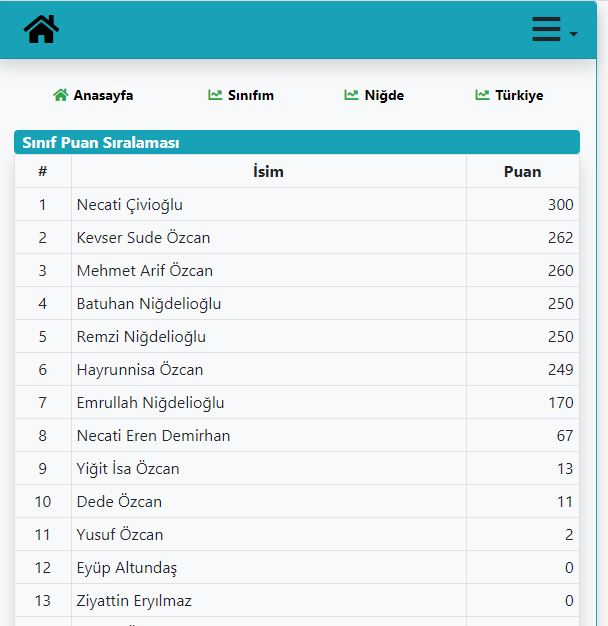 Anasayfa Sınıfım Niğde Türkiye
Sınıf Puan Sıralaması
# İsim Puan
1 Necati Çivioğlu 300
2 Kevser Sude Özcan 262
3 Mehmet Arif Özcan 260
4 Batuhan Niğdelioğlu 250
5 Remzi Niğdelioğlu 250
6 Hayrunnisa Özcan 249
7 Emrullah Niğdelioğlu 170
8 Necati Eren Demirhan 67
9 Yiğit İsa Özcan 13
10 Dede Özcan 11
11 Yusuf Özcan 2
12 Eyüp Altundaş 0
13 Ziyattin Eryılmaz 0